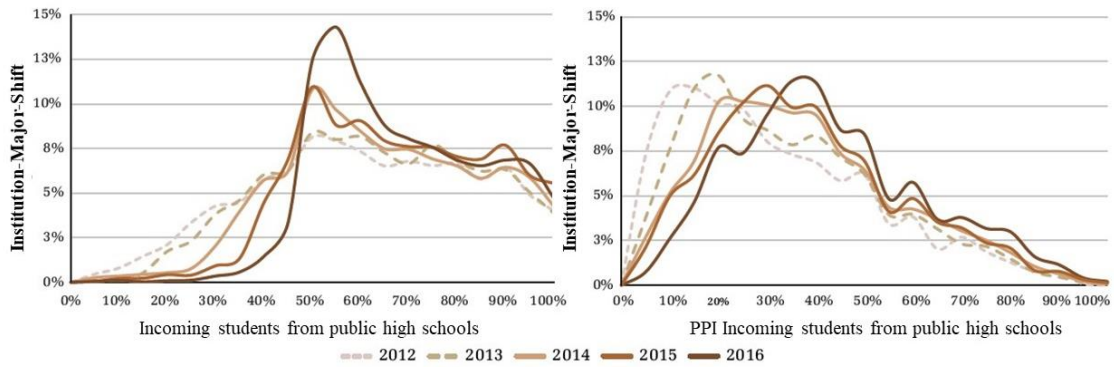 15%
13%
10%
8%
5%
3%
0%
Institution-Major-Shift
0% 10% 20% 30% 40% 50% 60% 70% 80% 90% 100%
Incoming students from public high schools
15%
13%
10%
8%
5%
3%
0%
Institution-Major-Shift
0% 10% 20% 30% 40% 50% 60% 70% 80% 90% 100%
PPI Incoming students from public high schools
2012 2013 2014 2015 2016